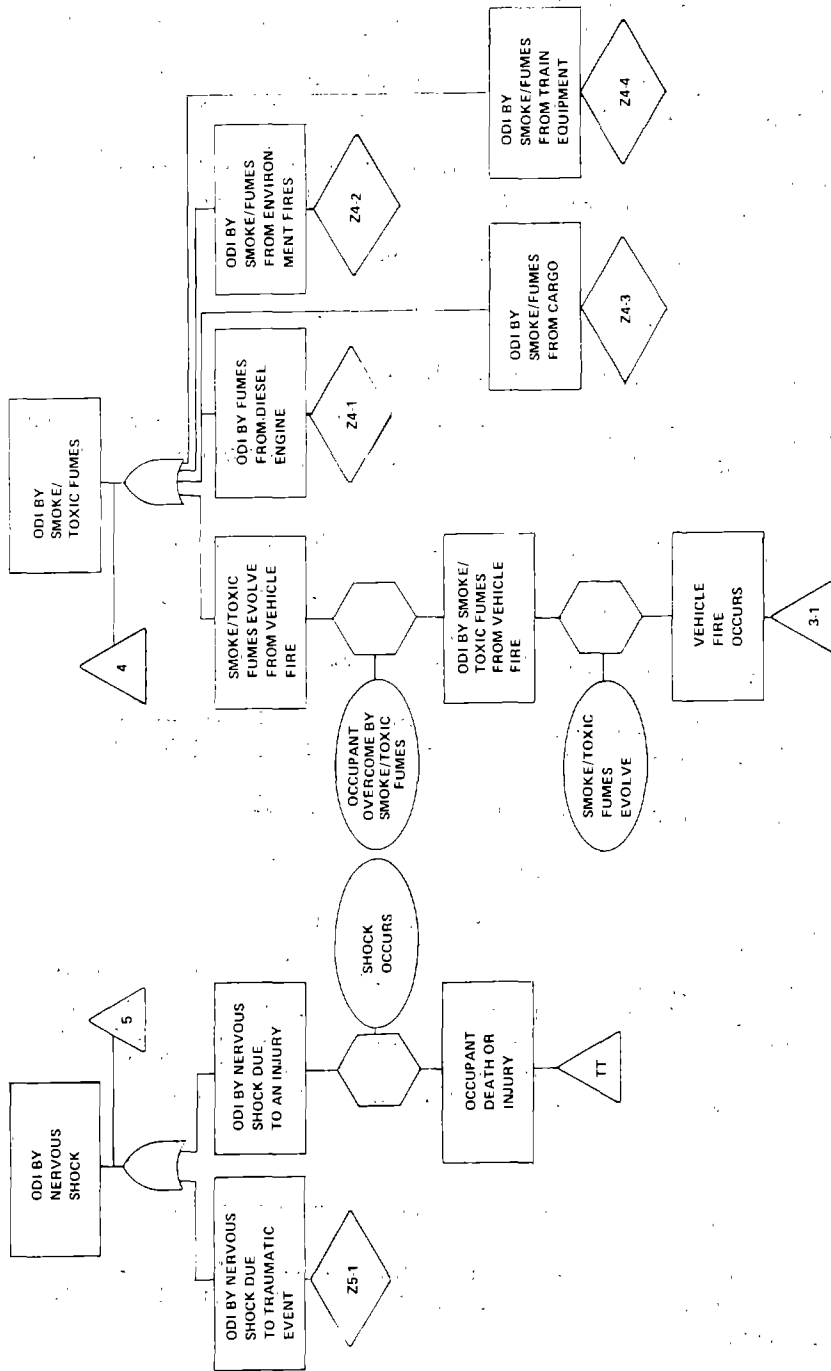 ODI BY
NERVOUS
SHOCK
5
ODI BY NERVOUS
SHOCK DUE
TO TRAUMATIC
EVENT
Z5-1
ODI BY NERVOUS
SHOCK DUE
TO AN INJURY
SHOCK
OCCURS
OCCUPANT
DEATH OR
INJURY
TT
ODI BY
SMOKE/
TOXIC FUMES
4
SMOKE/TOXIC
FUMES EVOLVE
FROM VEHICLE
FIRE
OCCUPANT
OVERCOME BY
SMOKE/TOXIC
FUMES
ODI BY SMOKE/
TOXIC FUMES
FROM VEHICLE
FIRE
SMOKE/TOXIC
FUMES
EVOLVE
VEHICLE
FIRE
OCCURS
3-1
ODI BY FUMES
FROM DIESEL
ENGINE
Z4-1
ODI BY
SMOKE/FUMES
FROM ENVIRON-
MENT FIRES
Z4-2
ODI BY
SMOKE/FUMES
FROM CARGO
Z4-3
ODI BY
SMOKE/FUMES
FROM TRAIN
EQUIPMENT
Z4-4